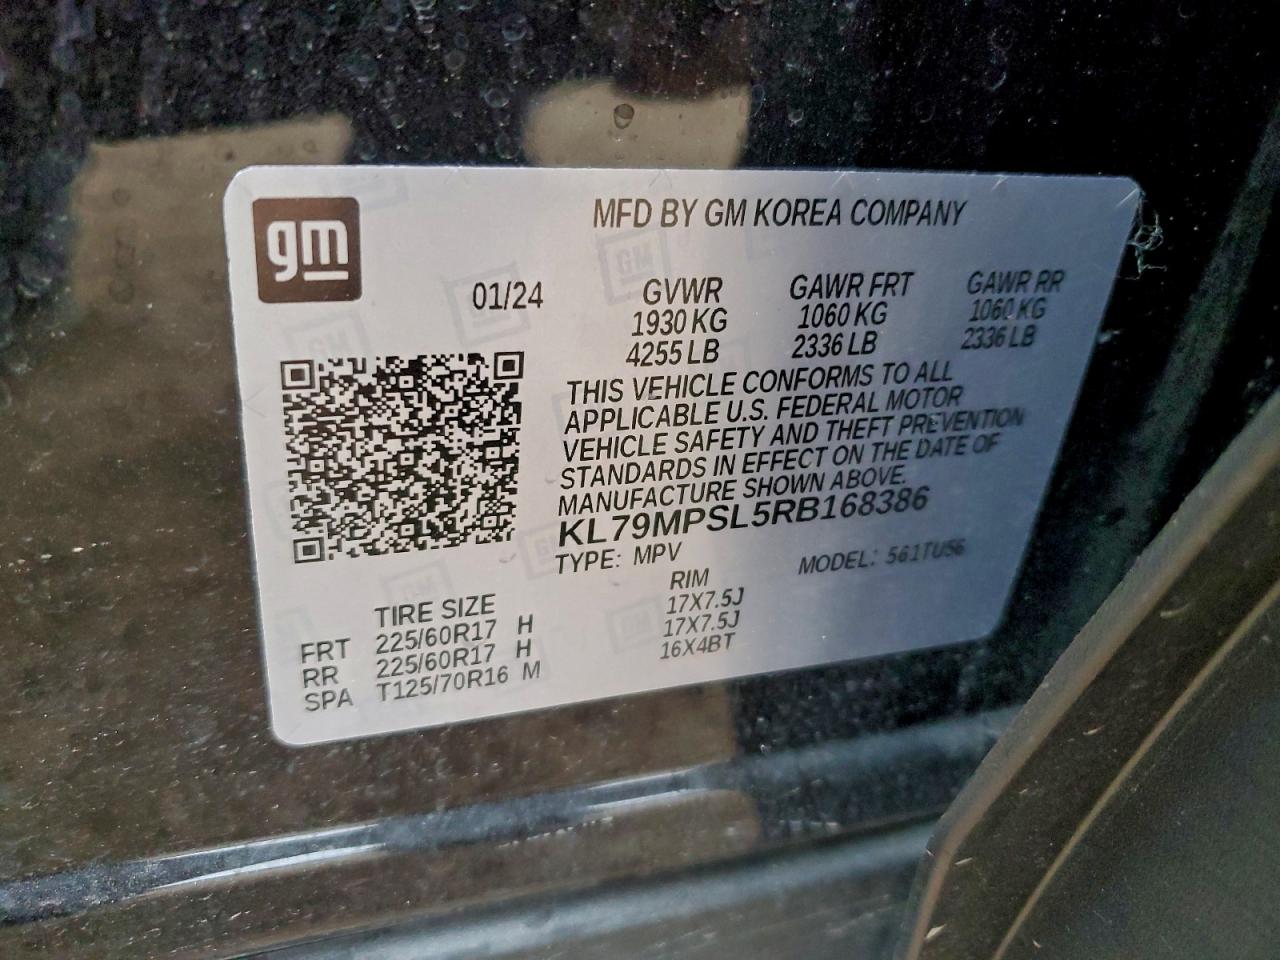 gm
MFD BY GM KOREA COMPANY
01/24 GVWR GAWR FRT GAWR RR
1930 KG 1060 KG 1060 KG
4255 LB 2336 LB 2336 LB
THIS VEHICLE CONFORMS TO ALL
APPLICABLE U.S. FEDERAL MOTOR
VEHICLE SAFETY AND THEFT PREVENTION
STANDARDS IN EFFECT ON THE DATE OF
MANUFACTURE SHOWN ABOVE.
KL79MPSL5RB168386
TYPE: MPV MODEL: 561TU56
TIRE SIZE RIM
FRT 225/60R17 H 17X7.5J
RR 225/60R17 H 17X7.5J
SPA T125/70R16 M 16X4BT